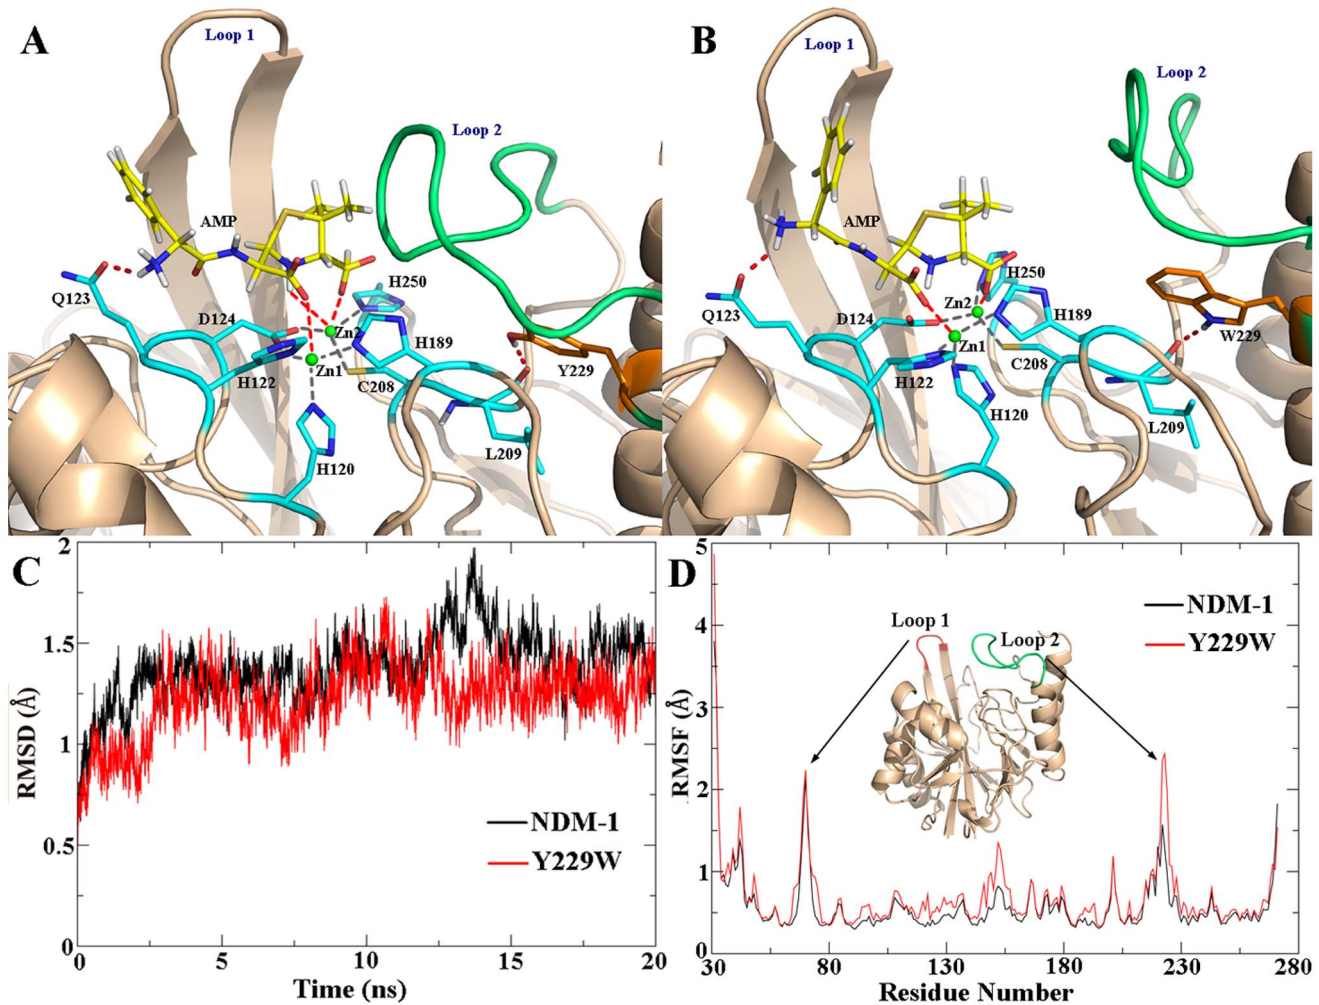 A
Loop 1
Loop 2
AMP
Q123
D124
H250
Zn2
H189
H122
Zn1
C208
Y229
L209
H120
B
Loop 1
Loop 2
AMP
H250
Q123
Zn2
D124
H189
Zn1
W229
C208
H122
H120
L209
C
2
1.5
1
0.5
0
RMSD (Å)
NDM-1
Y229W
0 5 10 15 20
Time (ns)
D
5
4
3
2
1
0
RMSF (Å)
NDM-1
Y229W
Loop 1
Loop 2
30 80 130 180 230 280
Residue Number